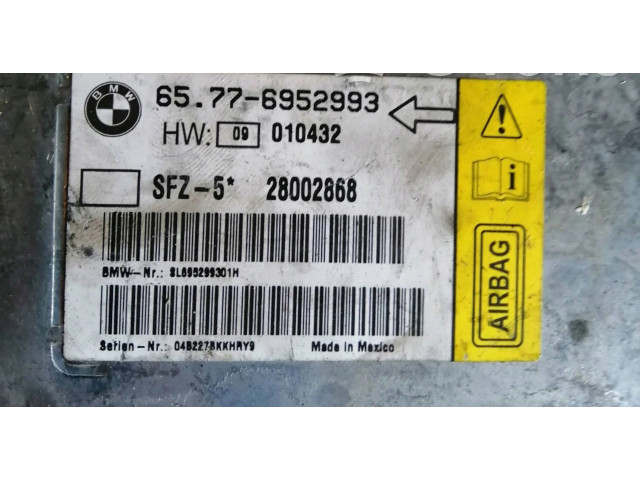 BMW
65.77-6952993
HW: 09 010432
SFZ-5* 28002868
BMW-Nr.: SL695299301H
Serien-Nr.: 04B227BKKHRY9
Made in Mexico
!
i
AIRBAG